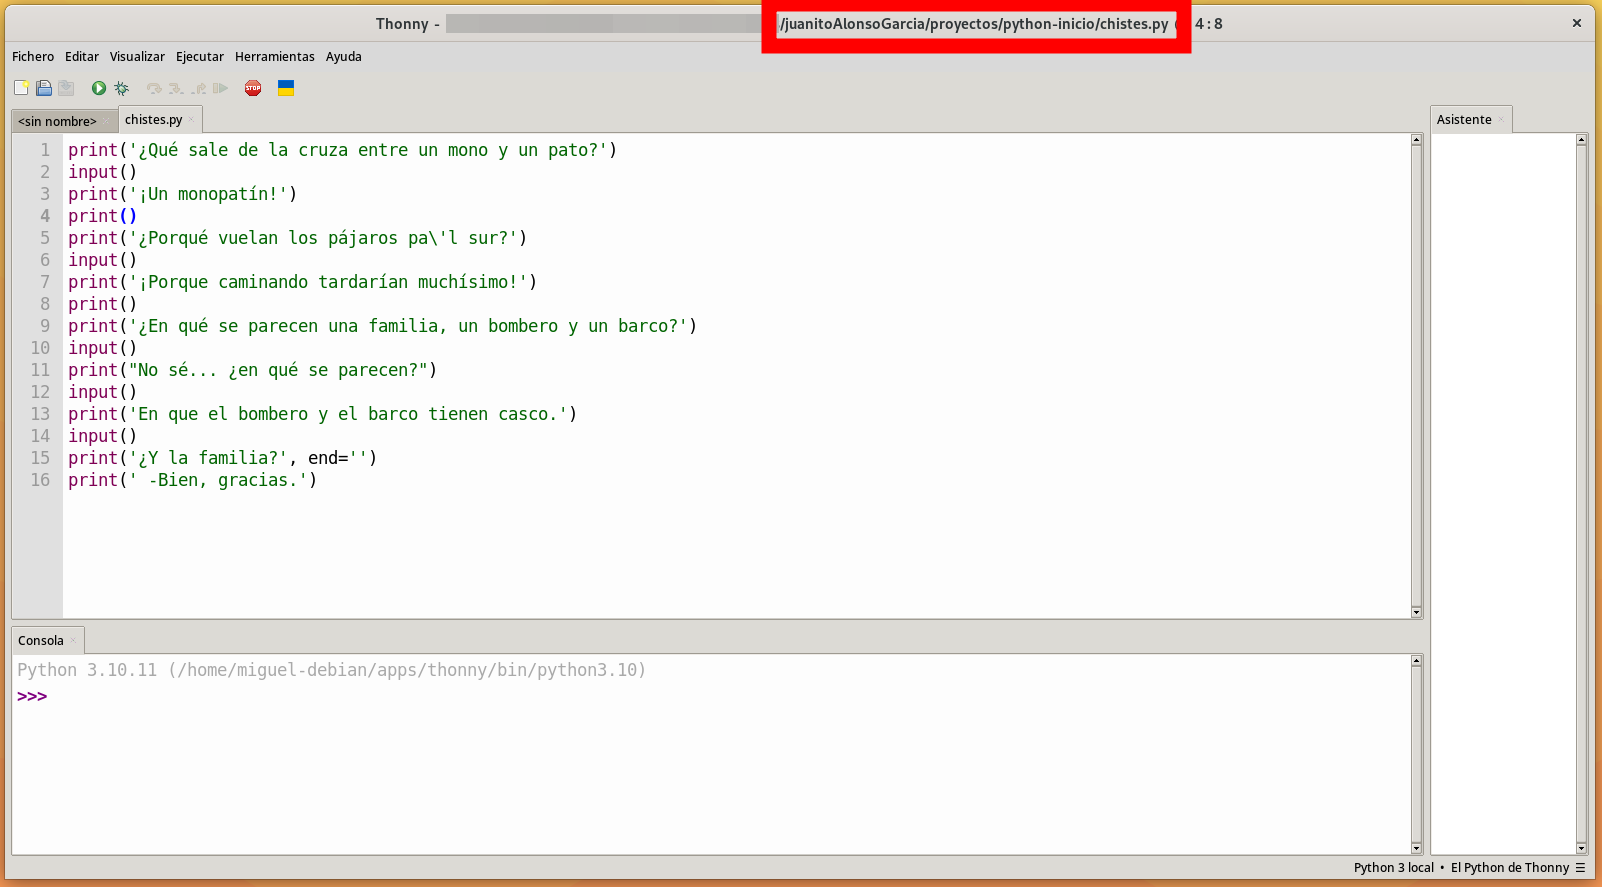 Thonny - /juanitoAlonsoGarcia/proyectos/python-inicio/chistes.py 4 : 8
Fichero Editar Visualizar Ejecutar Herramientas Ayuda
STOP
<sin nombre> chistes.py Asistente
1 print('¿Qué sale de la cruza entre un mono y un pato?')
2 input()
3 print('¡Un monopatín!')
4 print()
5 print('¿Porqué vuelan los pájaros pa\'l sur?')
6 input()
7 print('¡Porque caminando tardarían muchísimo!')
8 print()
9 print('¿En qué se parecen una familia, un bombero y un barco?')
10 input()
11 print("No sé... ¿en qué se parecen?")
12 input()
13 print('En que el bombero y el barco tienen casco.')
14 input()
15 print('¿Y la familia?', end='')
16 print(' -Bien, gracias.')
Consola
Python 3.10.11 (/home/miguel-debian/apps/thonny/bin/python3.10)
>>>
Python 3 local • El Python de Thonny ☰